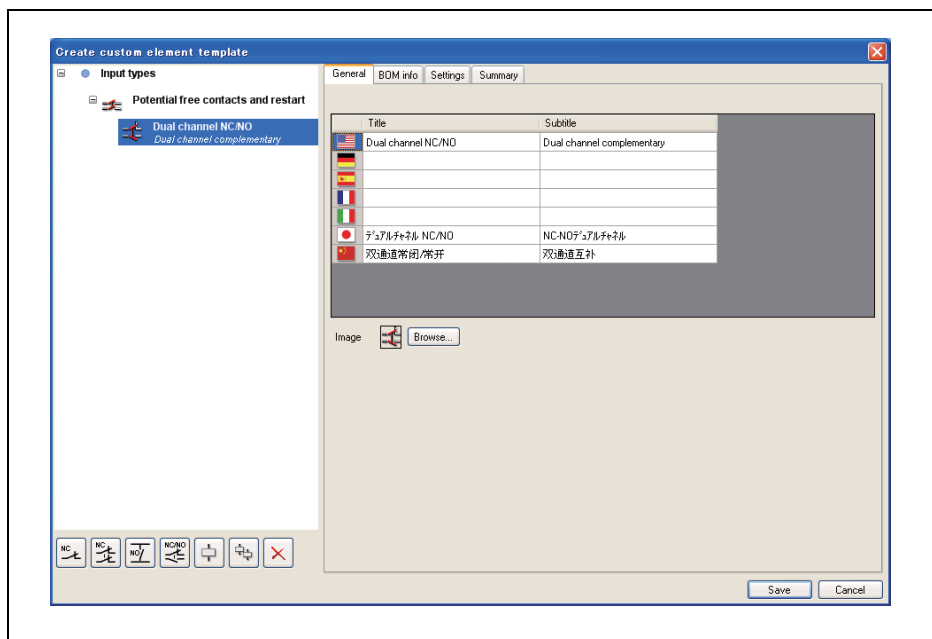 Create custom element template
Input types
Potential free contacts and restart
Dual channel NC/NO
Dual channel complementary
General BOM info Settings Summary
Title Subtitle
Dual channel NC/NO Dual channel complementary
ﾃﾞｭｱﾙﾁｬﾈﾙ NC/NO NC-NOﾃﾞｭｱﾙﾁｬﾈﾙ
双通道常闭/常开 双通道互补
Image Browse...
NC NC NO NC/NO
Save Cancel